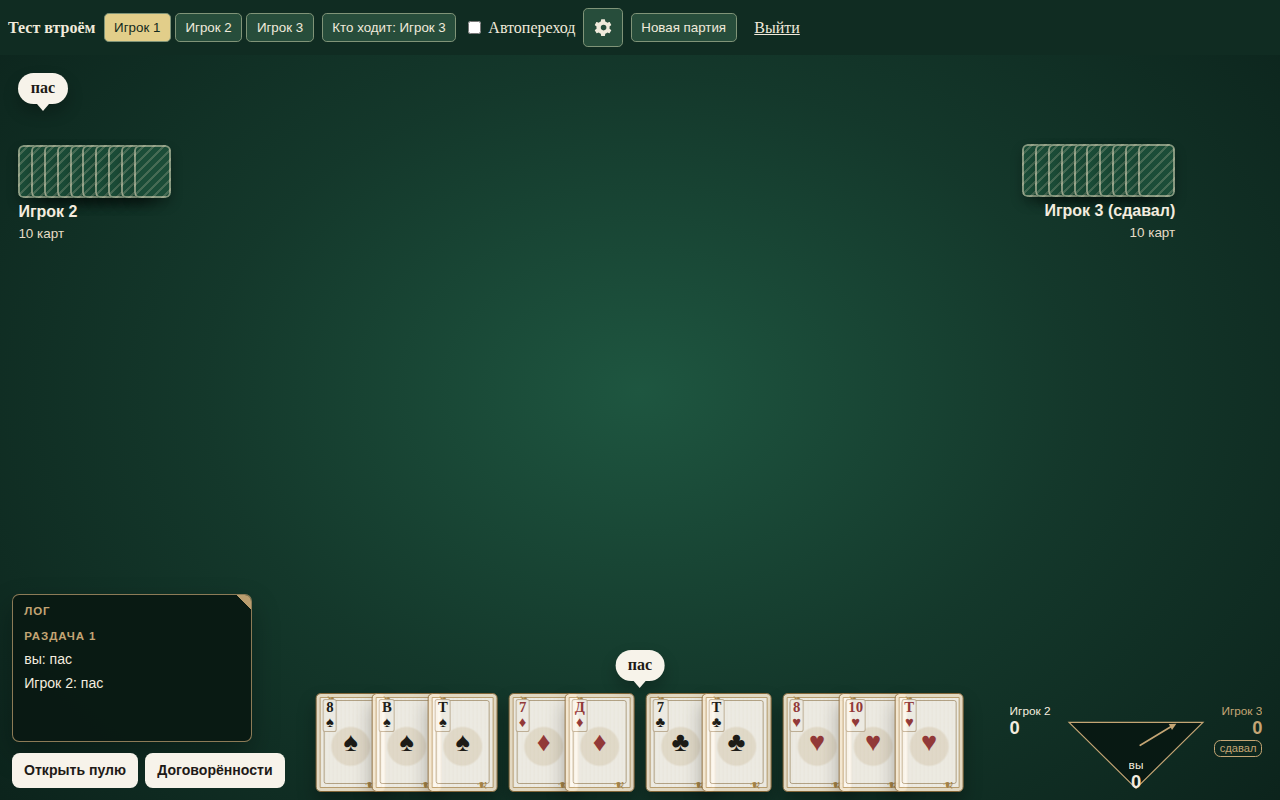 Тест втроём Игрок 1 Игрок 2 Игрок 3 Кто ходит: Игрок 3 Автопереход Новая партия Выйти
пас
Игрок 2
10 карт
Игрок 3 (сдавал)
10 карт
ЛОГ
РАЗДАЧА 1
вы: пас
Игрок 2: пас
Открыть пулю Договорённости
пас
8 В Т 7 Д 7 Т 8 10 Т
Игрок 2
0
Игрок 3
0
сдавал
вы
0